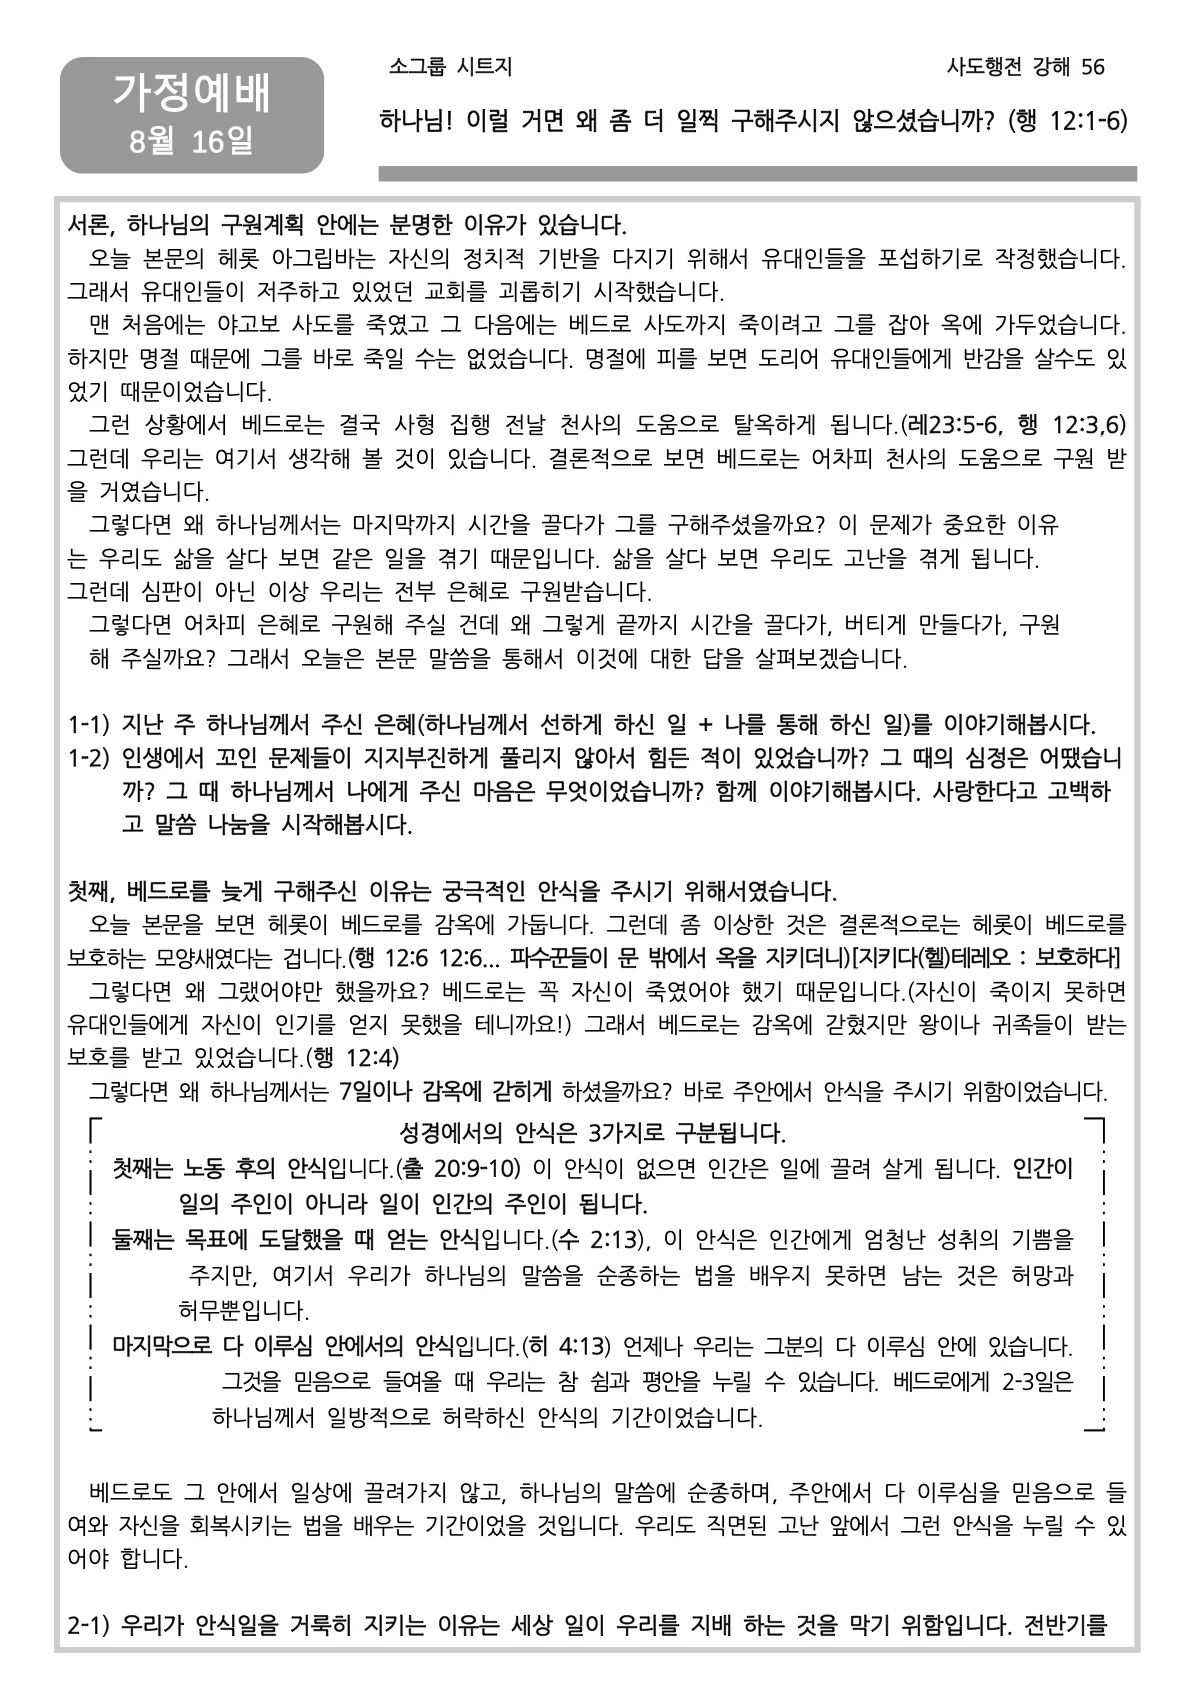 가정예배
8월 16일
소그룹 시트지 사도행전 강해 56
하나님! 이럴 거면 왜 좀 더 일찍 구해주시지 않으셨습니까? (행 12:1-6)
서론, 하나님의 구원계획 안에는 분명한 이유가 있습니다.
오늘 본문의 헤롯 아그립바는 자신의 정치적 기반을 다지기 위해서 유대인들을 포섭하기로 작정했습니다.
그래서 유대인들이 저주하고 있었던 교회를 괴롭히기 시작했습니다.
맨 처음에는 야고보 사도를 죽였고 그 다음에는 베드로 사도까지 죽이려고 그를 잡아 옥에 가두었습니다.
하지만 명절 때문에 그를 바로 죽일 수는 없었습니다. 명절에 피를 보면 도리어 유대인들에게 반감을 살수도 있
었기 때문이었습니다.
그런 상황에서 베드로는 결국 사형 집행 전날 천사의 도움으로 탈옥하게 됩니다.(레23:5-6, 행 12:3,6)
그런데 우리는 여기서 생각해 볼 것이 있습니다. 결론적으로 보면 베드로는 어차피 천사의 도움으로 구원 받
을 거였습니다.
그렇다면 왜 하나님께서는 마지막까지 시간을 끌다가 그를 구해주셨을까요? 이 문제가 중요한 이유
는 우리도 삶을 살다 보면 같은 일을 겪기 때문입니다. 삶을 살다 보면 우리도 고난을 겪게 됩니다.
그런데 심판이 아닌 이상 우리는 전부 은혜로 구원받습니다.
그렇다면 어차피 은혜로 구원해 주실 건데 왜 그렇게 끝까지 시간을 끌다가, 버티게 만들다가, 구원
해 주실까요? 그래서 오늘은 본문 말씀을 통해서 이것에 대한 답을 살펴보겠습니다.
1-1) 지난 주 하나님께서 주신 은혜(하나님께서 선하게 하신 일 + 나를 통해 하신 일)를 이야기해봅시다.
1-2) 인생에서 꼬인 문제들이 지지부진하게 풀리지 않아서 힘든 적이 있었습니까? 그 때의 심정은 어땠습니
까? 그 때 하나님께서 나에게 주신 마음은 무엇이었습니까? 함께 이야기해봅시다. 사랑한다고 고백하
고 말씀 나눔을 시작해봅시다.
첫째, 베드로를 늦게 구해주신 이유는 궁극적인 안식을 주시기 위해서였습니다.
오늘 본문을 보면 헤롯이 베드로를 감옥에 가둡니다. 그런데 좀 이상한 것은 결론적으로는 헤롯이 베드로를
보호하는 모양새였다는 겁니다.(행 12:6 12:6... 파수꾼들이 문 밖에서 옥을 지키더니)[지키다(헬)테레오 : 보호하다]
그렇다면 왜 그랬어야만 했을까요? 베드로는 꼭 자신이 죽였어야 했기 때문입니다.(자신이 죽이지 못하면
유대인들에게 자신이 인기를 얻지 못했을 테니까요!) 그래서 베드로는 감옥에 갇혔지만 왕이나 귀족들이 받는
보호를 받고 있었습니다.(행 12:4)
그렇다면 왜 하나님께서는 7일이나 감옥에 갇히게 하셨을까요? 바로 주안에서 안식을 주시기 위함이었습니다.
성경에서의 안식은 3가지로 구분됩니다.
첫째는 노동 후의 안식입니다.(출 20:9-10) 이 안식이 없으면 인간은 일에 끌려 살게 됩니다. 인간이
일의 주인이 아니라 일이 인간의 주인이 됩니다.
둘째는 목표에 도달했을 때 얻는 안식입니다.(수 2:13), 이 안식은 인간에게 엄청난 성취의 기쁨을
주지만, 여기서 우리가 하나님의 말씀을 순종하는 법을 배우지 못하면 남는 것은 허망과
허무뿐입니다.
마지막으로 다 이루심 안에서의 안식입니다.(히 4:13) 언제나 우리는 그분의 다 이루심 안에 있습니다.
그것을 믿음으로 들여올 때 우리는 참 쉼과 평안을 누릴 수 있습니다. 베드로에게 2-3일은
하나님께서 일방적으로 허락하신 안식의 기간이었습니다.
베드로도 그 안에서 일상에 끌려가지 않고, 하나님의 말씀에 순종하며, 주안에서 다 이루심을 믿음으로 들
여와 자신을 회복시키는 법을 배우는 기간이었을 것입니다. 우리도 직면된 고난 앞에서 그런 안식을 누릴 수 있
어야 합니다.
2-1) 우리가 안식일을 거룩히 지키는 이유는 세상 일이 우리를 지배 하는 것을 막기 위함입니다. 전반기를